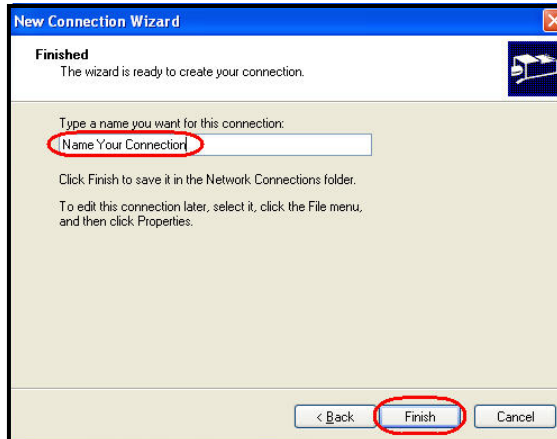 New Connection Wizard
Finished
The wizard is ready to create your connection.
Type a name you want for this connection:
Name Your Connection
Click Finish to save it in the Network Connections folder.
To edit this connection later, select it, click the File menu,
and then click Properties.
< Back Finish Cancel